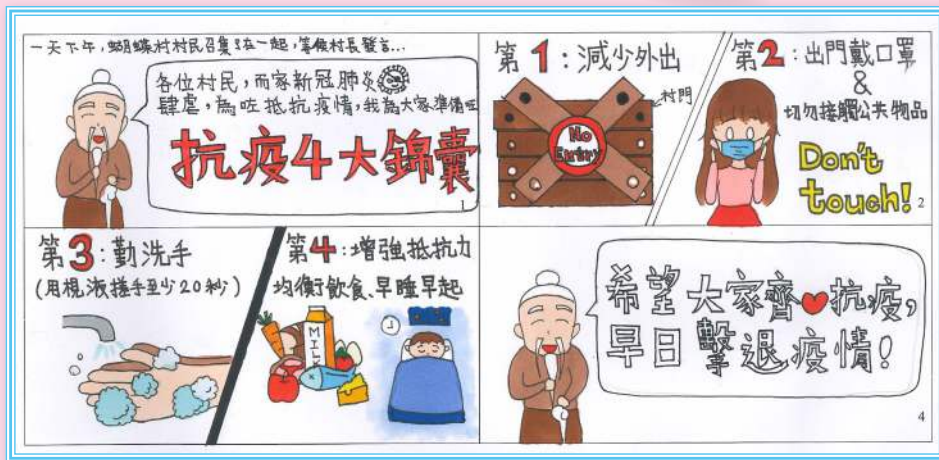 一天下午，蝴蝶村村民召集在一起，等候村長發言...
各位村民，而家新冠肺炎
肆虐，為咗抵抗疫情，我為大家準備咗
抗疫4大錦囊
1
第1：減少外出
村門
No
Entry
第2：出門戴口罩
&
切勿接觸公共物品
Don't
touch!
2
第3：勤洗手
(用梘液搓手至少20秒)
第4：增強抵抗力
均衡飲食、早睡早起
MILK
希望大家齊❤抗疫，
早日擊退疫情！
4